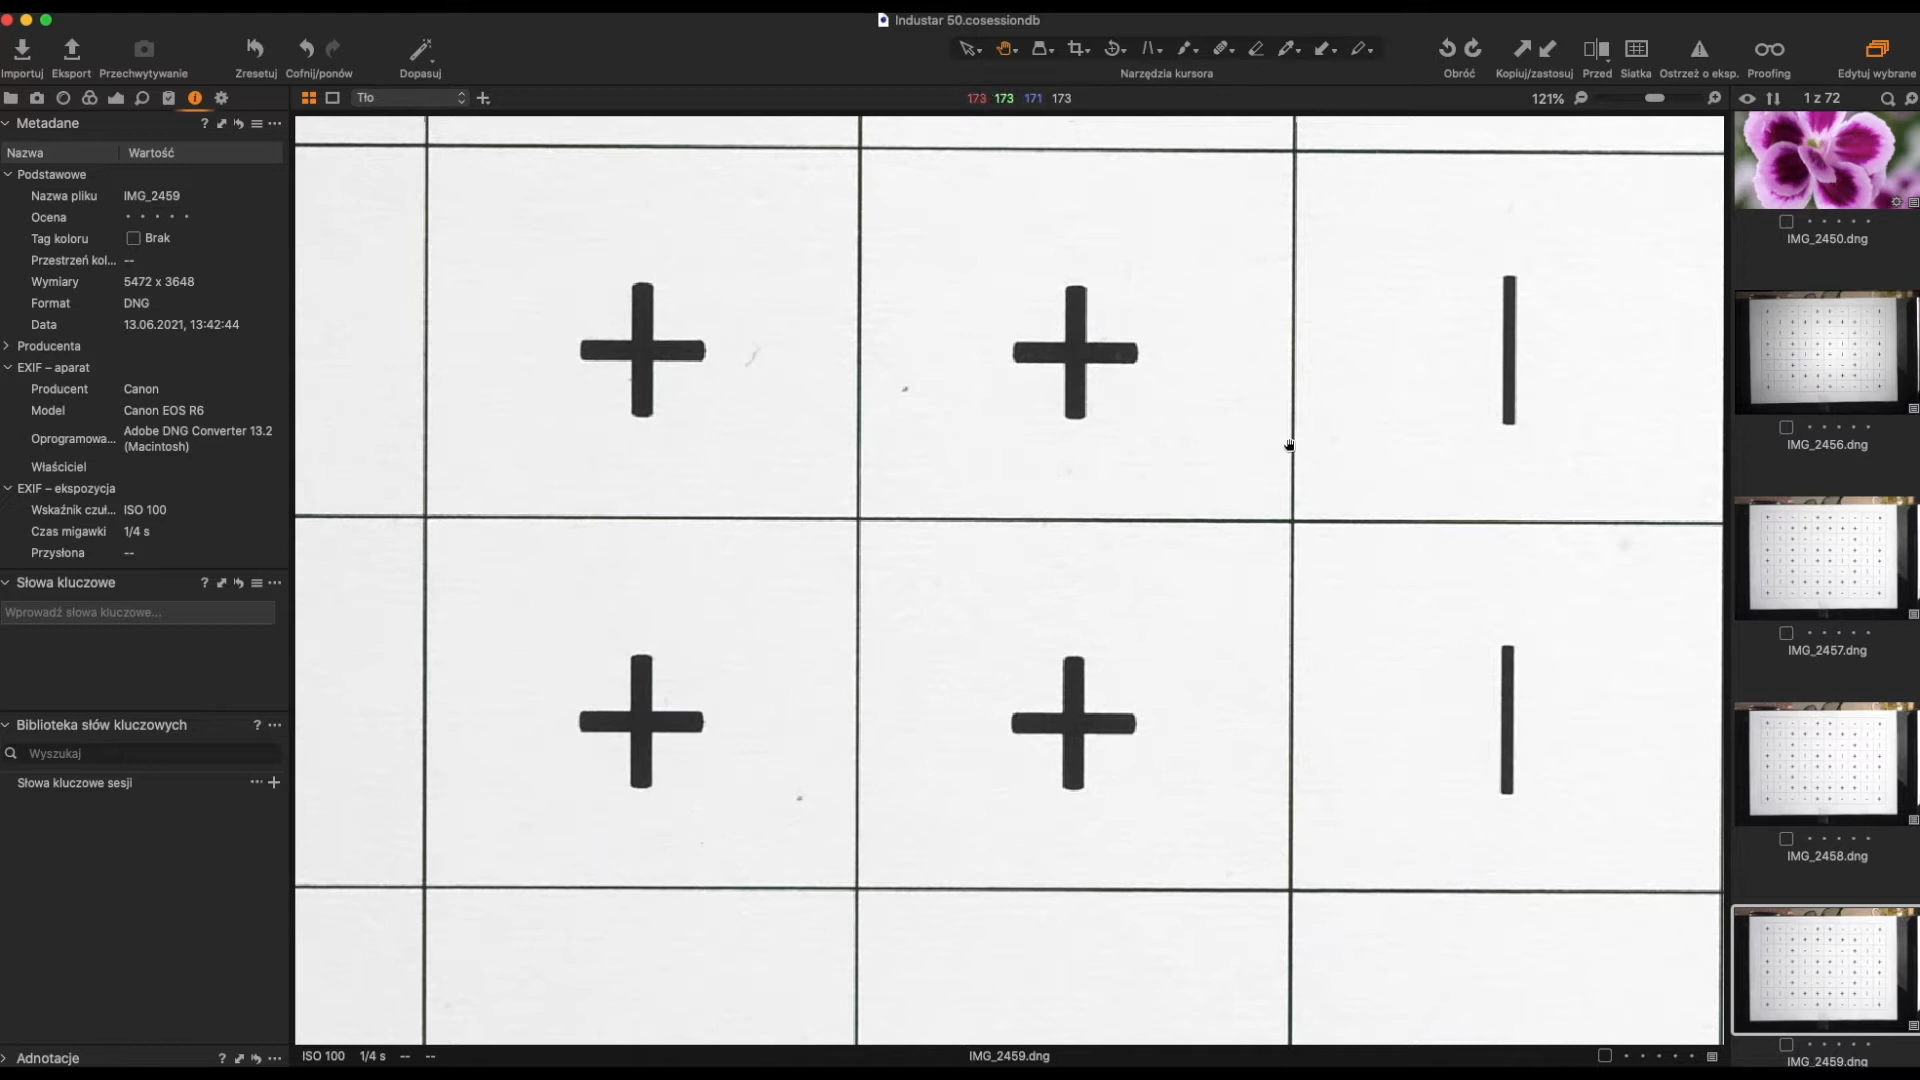 Industar 50.cosessiondb
Importuj Eksport Przechwytywanie Zresetuj Cofnij/ponów Dopasuj Narzędzia kursora Obróć Kopiuj/zastosuj Przed Siatka Ostrzeż o eksp. Proofing Edytuj wybrane
Tło 173 173 171 173 121% 1 z 72
Metadane ?
Nazwa Wartość
Podstawowe
Nazwa pliku IMG_2459
Ocena
Tag koloru Brak
Przestrzeń kol... --
Wymiary 5472 x 3648
Format DNG
Data 13.06.2021, 13:42:44
Producenta
EXIF – aparat
Producent Canon
Model Canon EOS R6
Oprogramowa... Adobe DNG Converter 13.2 (Macintosh)
Właściciel
EXIF – ekspozycja
Wskaźnik czuł... ISO 100
Czas migawki 1/4 s
Przysłona --
Słowa kluczowe ?
Wprowadź słowa kluczowe...
Biblioteka słów kluczowych ?
Wyszukaj
Słowa kluczowe sesji
Adnotacje ?
ISO 100 1/4 s -- -- IMG_2459.dng
IMG_2450.dng
IMG_2456.dng
IMG_2457.dng
IMG_2458.dng
IMG_2459.dng